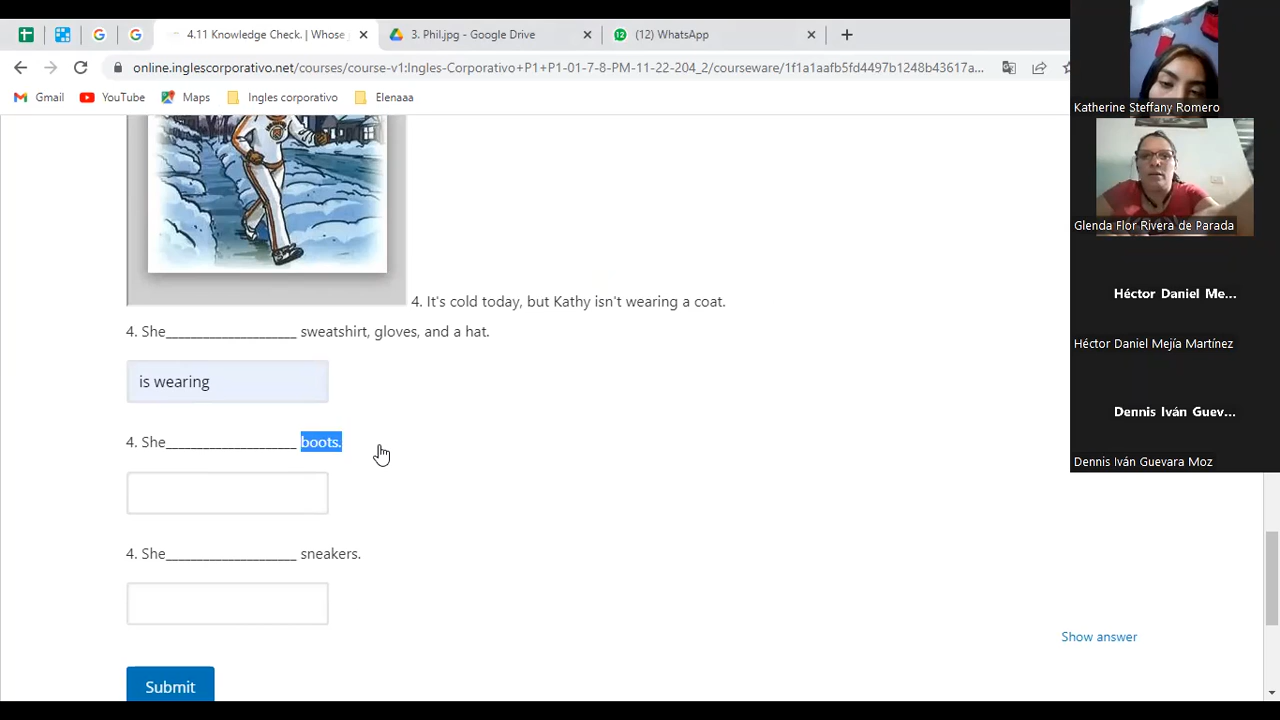 4.11 Knowledge Check. | Whose
3. Phil.jpg - Google Drive
(12) WhatsApp
online.inglescorporativo.net/courses/course-v1:Ingles-Corporativo+P1+P1-01-7-8-PM-11-22-204_2/courseware/1f1a1aafb5fd4497b1248b43617a...
Gmail
YouTube
Maps
Ingles corporativo
Elenaaa
Katherine Steffany Romero
Glenda Flor Rivera de Parada
Héctor Daniel Me...
Héctor Daniel Mejía Martínez
Dennis Iván Guev...
Dennis Iván Guevara Moz
4. It's cold today, but Kathy isn't wearing a coat.
4. She____________________ sweatshirt, gloves, and a hat.
is wearing
4. She____________________ boots.
4. She____________________ sneakers.
Show answer
Submit